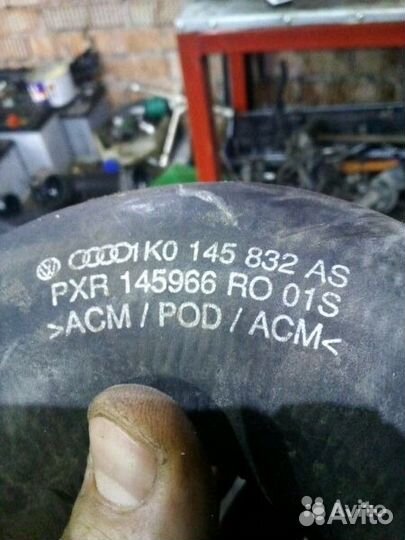 1K0 145 832 AS
PXR 145966 RO 01S
>ACM / POD / ACM<
Avito